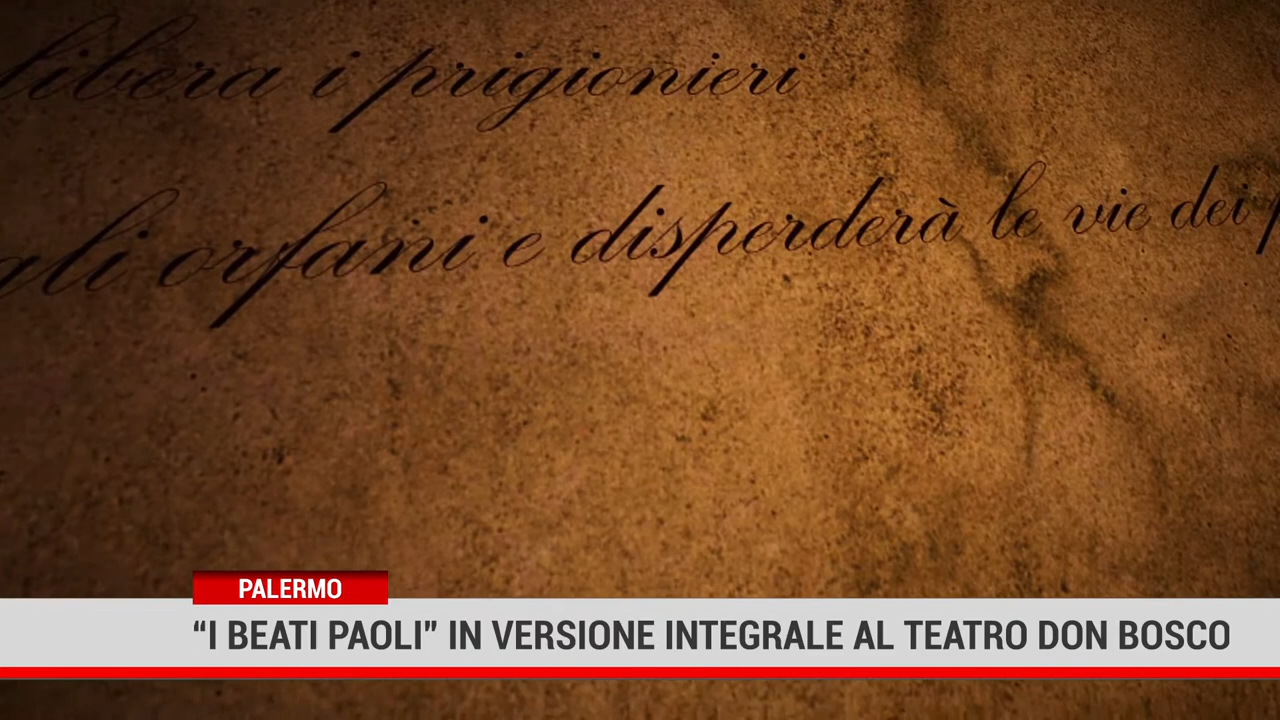 libera i prigionieri
gli orfani e disperderà le vie dei
PALERMO
“I BEATI PAOLI” IN VERSIONE INTEGRALE AL TEATRO DON BOSCO